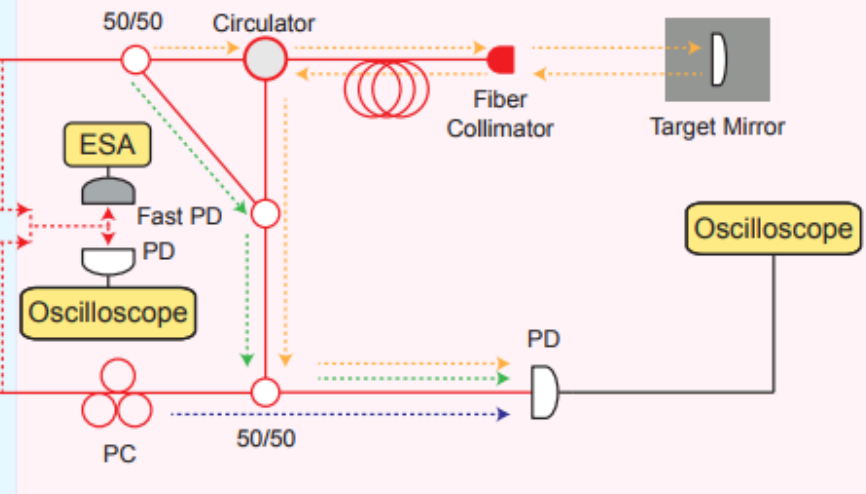 50/50
Circulator
Fiber
Collimator
Target Mirror
ESA
Fast PD
PD
Oscilloscope
Oscilloscope
PD
PC
50/50